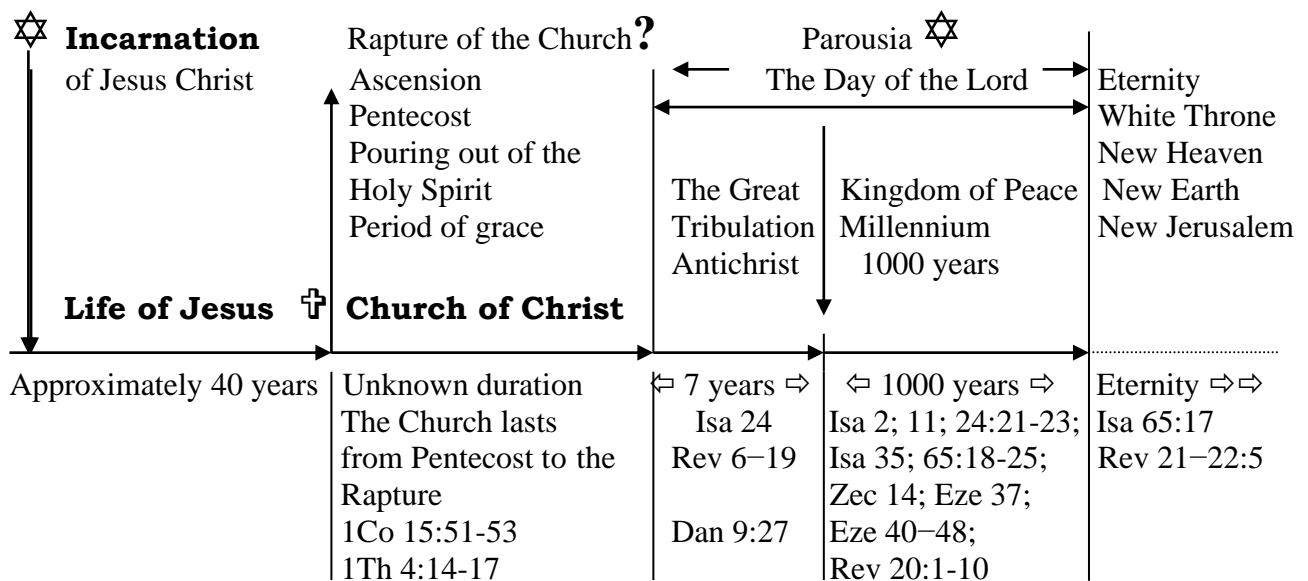 ✡ Incarnation
of Jesus Christ
Life of Jesus ✞
Approximately 40 years
Rapture of the Church?
Ascension
Pentecost
Pouring out of the
Holy Spirit
Period of grace
Church of Christ
Unknown duration
The Church lasts
from Pentecost to the
Rapture
1Co 15:51-53
1Th 4:14-17
Parousia ✡
The Day of the Lord
The Great
Tribulation
Antichrist
⇦ 7 years ⇨
Isa 24
Rev 6−19
Dan 9:27
Kingdom of Peace
Millennium
1000 years
⇦ 1000 years ⇨
Isa 2; 11; 24:21-23;
Isa 35; 65:18-25;
Zec 14; Eze 37;
Eze 40−48;
Rev 20:1-10
Eternity
White Throne
New Heaven
New Earth
New Jerusalem
Eternity ⇨⇨
Isa 65:17
Rev 21−22:5